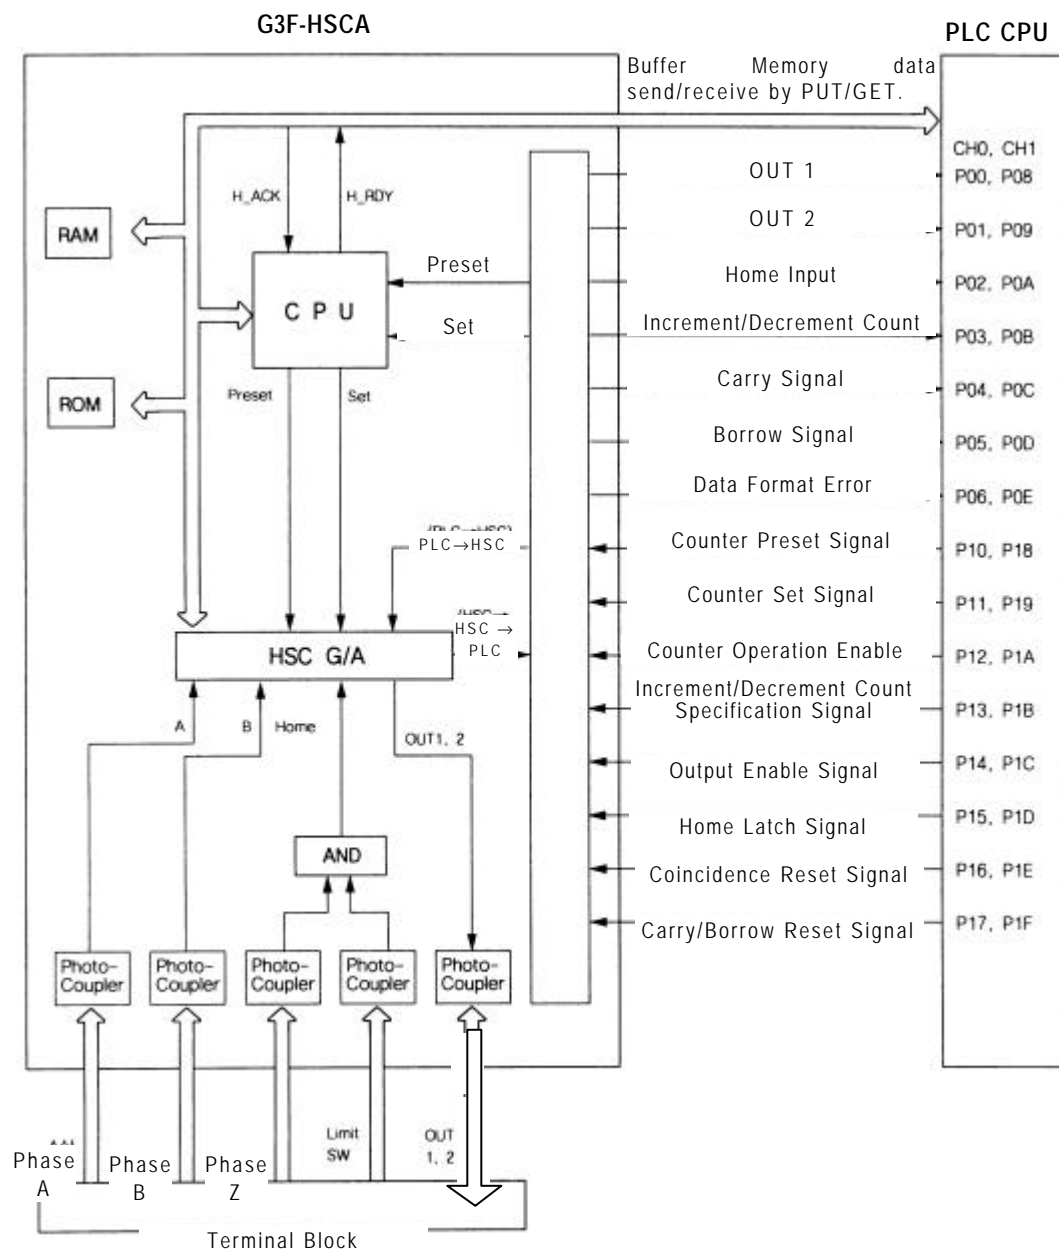 G3F-HSCA
PLC CPU
Buffer Memory data
send/receive by PUT/GET.
CH0, CH1
OUT 1
P00, P08
H_ACK
H_RDY
RAM
OUT 2
P01, P09
Preset
Home Input
P02, P0A
C P U
Set
Increment/Decrement Count
P03, P0B
ROM
Preset
Set
Carry Signal
P04, P0C
Borrow Signal
P05, P0D
Data Format Error
P06, P0E
PLC→HSC
Counter Preset Signal
P10, P18
Counter Set Signal
P11, P19
HSC →
PLC
HSC G/A
Counter Operation Enable
P12, P1A
Increment/Decrement Count
Specification Signal
P13, P1B
A
B
Home
OUT1, 2
Output Enable Signal
P14, P1C
Home Latch Signal
P15, P1D
AND
Coincidence Reset Signal
P16, P1E
Carry/Borrow Reset Signal
P17, P1F
Photo-
Coupler
Photo-
Coupler
Photo-
Coupler
Photo-
Coupler
Photo-
Coupler
Phase
A
Phase
B
Phase
Z
Limit
SW
OUT
1, 2
Terminal Block